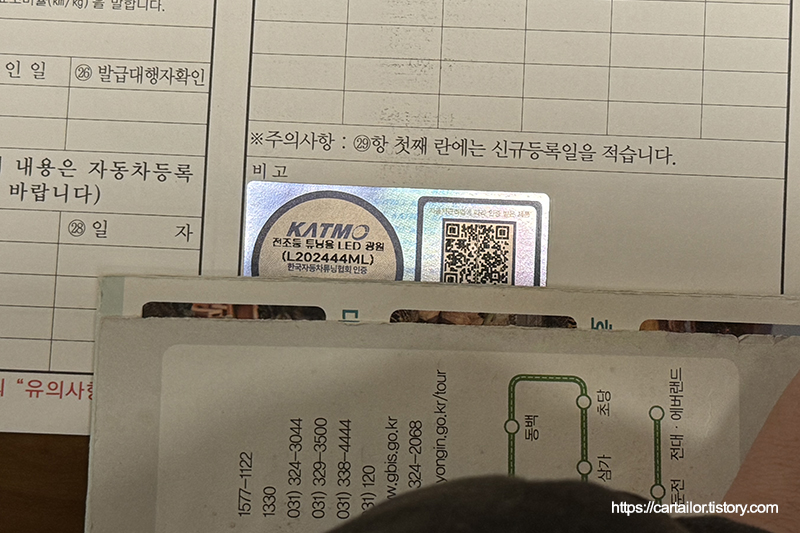 을 말합니다.
인 일
㉖ 발급대행자확인
내용은 자동차등록
바랍니다)
㉘ 일 자
"유의사항
※주의사항 : ㉙항 첫째 란에는 신규등록일을 적습니다.
비고
KATMO
전조등 튜닝용 LED 광원
(L202444ML)
한국자동차튜닝협회 인증
1577-1122
1330
031) 324-3044
031) 329-3500
031) 338-4444
31) 120
w.gbis.go.kr
324-2068
yongin.go.kr/tour
동백
초당
삼가
둔전
전대·에버랜드
https://cartailor.tistory.com